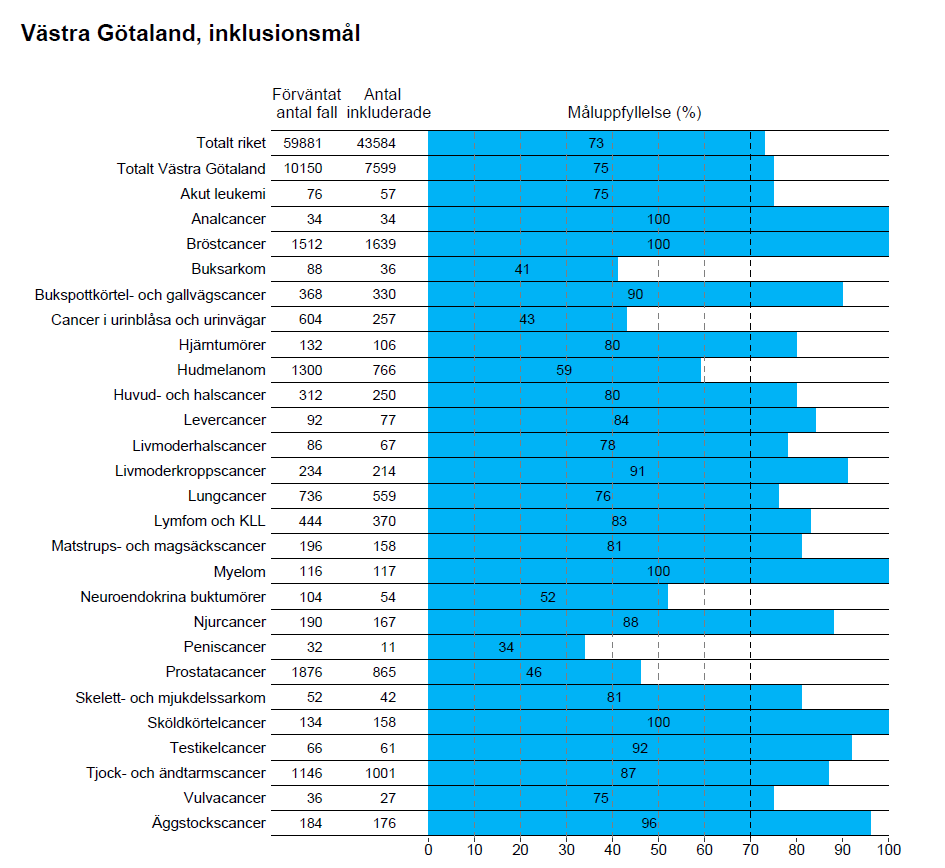 Västra Götaland, inklusionsmål
Förväntat Antal
antal fall inkluderade Måluppfyllelse (%)
Totalt riket 59881 43584 73
Totalt Västra Götaland 10150 7599 75
Akut leukemi 76 57 75
Analcancer 34 34 100
Bröstcancer 1512 1639 100
Buksarkom 88 36 41
Bukspottkörtel- och gallvägscancer 368 330 90
Cancer i urinblåsa och urinvägar 604 257 43
Hjärntumörer 132 106 80
Hudmelanom 1300 766 59
Huvud- och halscancer 312 250 80
Levercancer 92 77 84
Livmoderhalscancer 86 67 78
Livmoderkroppscancer 234 214 91
Lungcancer 736 559 76
Lymfom och KLL 444 370 83
Matstrups- och magsäckscancer 196 158 81
Myelom 116 117 100
Neuroendokrina buktumörer 104 54 52
Njurcancer 190 167 88
Peniscancer 32 11 34
Prostatacancer 1876 865 46
Skelett- och mjukdelssarkom 52 42 81
Sköldkörtelcancer 134 158 100
Testikelcancer 66 61 92
Tjock- och ändtarmscancer 1146 1001 87
Vulvacancer 36 27 75
Äggstockscancer 184 176 96
0 10 20 30 40 50 60 70 80 90 100